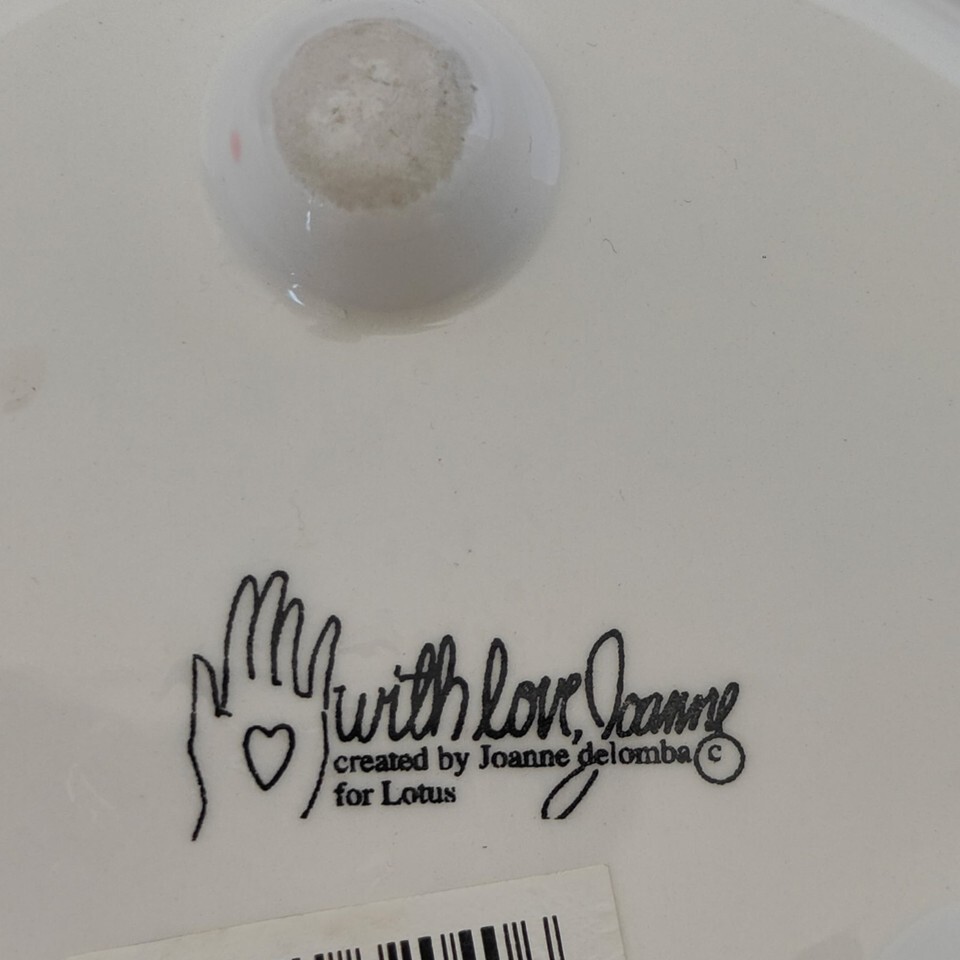 with love, Joanne
created by Joanne delomba ©
for Lotus